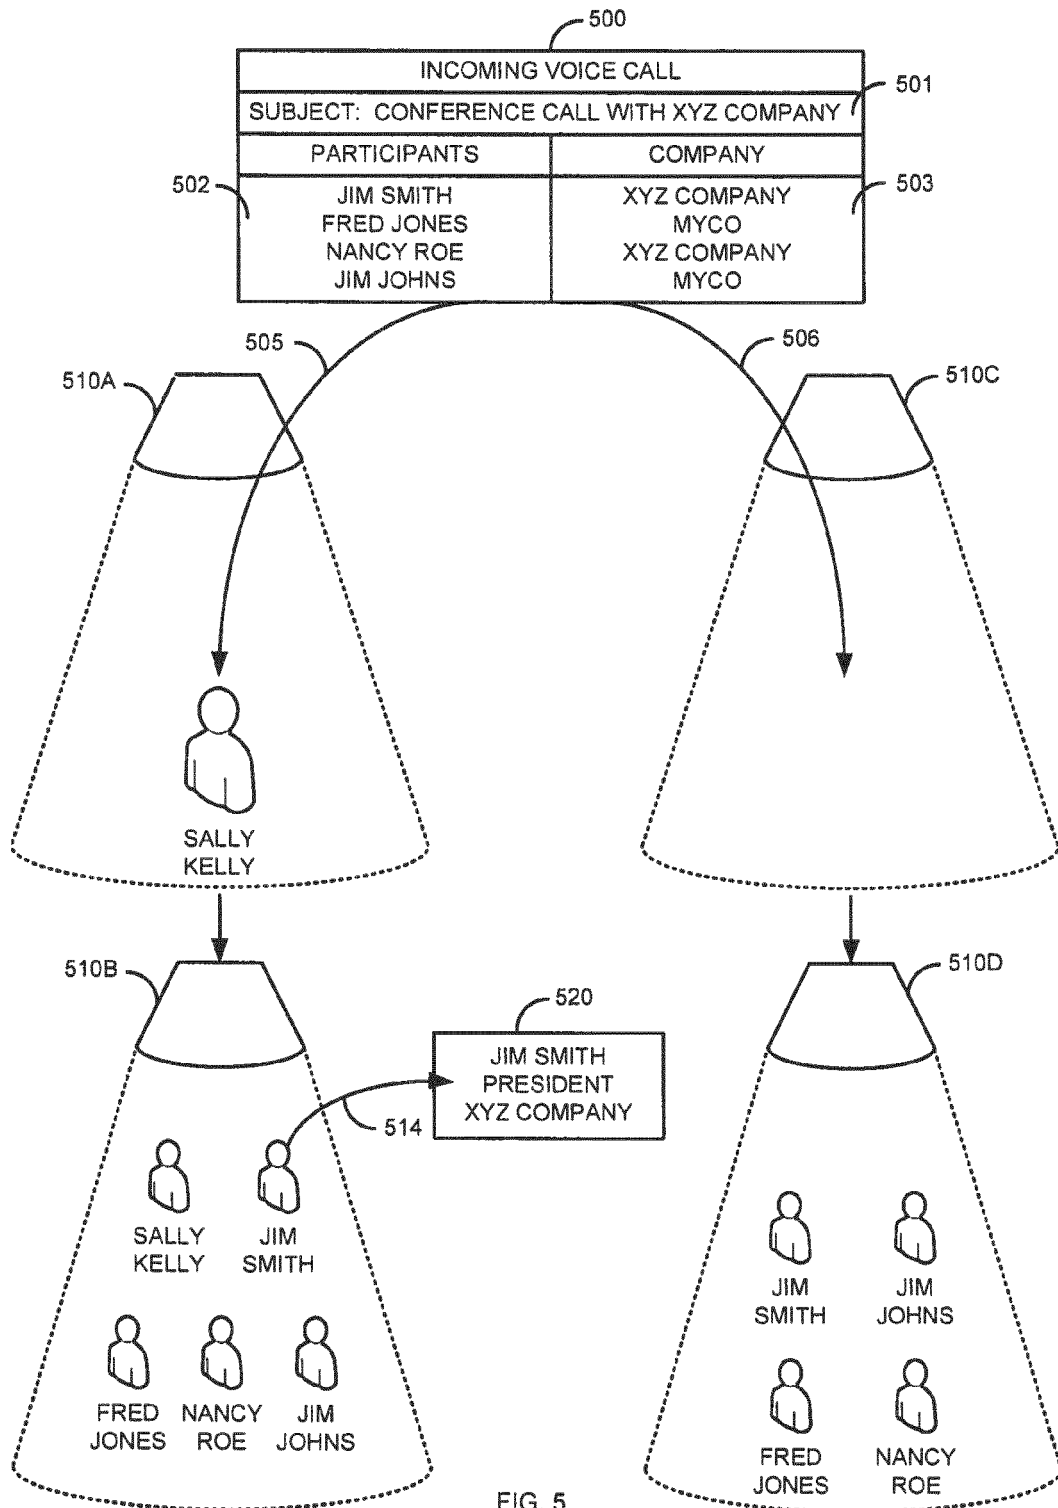 500
INCOMING VOICE CALL
501
SUBJECT: CONFERENCE CALL WITH XYZ COMPANY
PARTICIPANTS COMPANY
502
503
JIM SMITH XYZ COMPANY
FRED JONES MYCO
NANCY ROE XYZ COMPANY
JIM JOHNS MYCO
505
506
510A
510C
SALLY
KELLY
510B
510D
520
JIM SMITH
PRESIDENT
XYZ COMPANY
514
SALLY
KELLY
JIM
SMITH
FRED
JONES
NANCY
ROE
JIM
JOHNS
JIM
SMITH
JIM
JOHNS
FRED
JONES
NANCY
ROE
FIG. 5